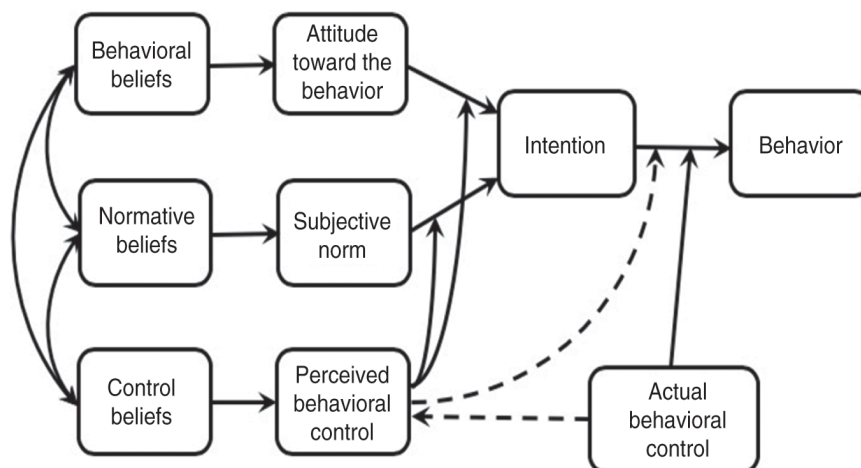 Behavioral
beliefs
Attitude
toward the
behavior
Intention
Behavior
Normative
beliefs
Subjective
norm
Control
beliefs
Perceived
behavioral
control
Actual
behavioral
control